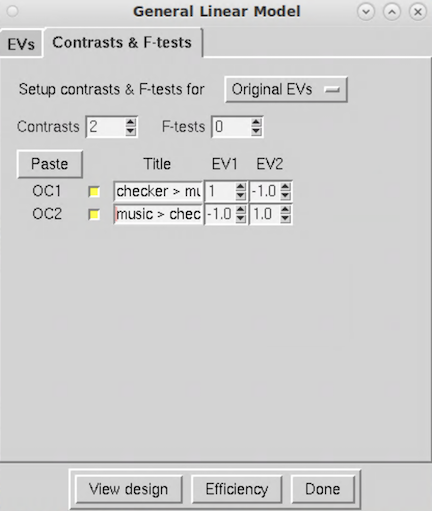 General Linear Model
EVs Contrasts & F-tests
Setup contrasts & F-tests for Original EVs
Contrasts 2 F-tests 0
Paste Title EV1 EV2
OC1 checker > mu 1 -1.0
OC2 music > chec -1.0 1.0
View design Efficiency Done